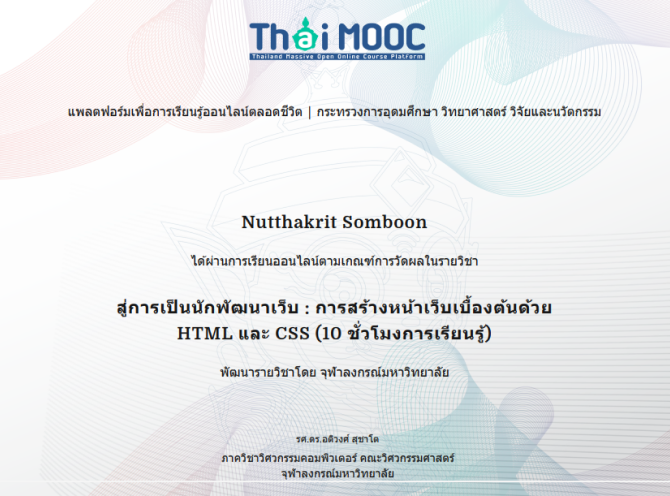 Thai MOOC
Thailand Massive Open Online Course Platform
แพลตฟอร์มเพื่อการเรียนรู้ออนไลน์ตลอดชีวิต | กระทรวงการอุดมศึกษา วิทยาศาสตร์ วิจัยและนวัตกรรม
Nutthakrit Somboon
ได้ผ่านการเรียนออนไลน์ตามเกณฑ์การวัดผลในรายวิชา
สู่การเป็นนักพัฒนาเว็บ : การสร้างหน้าเว็บเบื้องต้นด้วย
HTML และ CSS (10 ชั่วโมงการเรียนรู้)
พัฒนารายวิชาโดย จุฬาลงกรณ์มหาวิทยาลัย
รศ.ดร.อติวงศ์ สุชาโต
ภาควิชาวิศวกรรมคอมพิวเตอร์ คณะวิศวกรรมศาสตร์
จุฬาลงกรณ์มหาวิทยาลัย